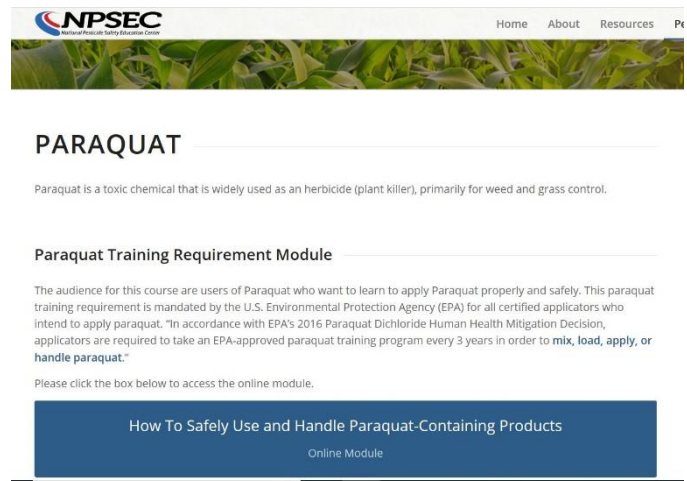 NPSEC
National Pesticide Safety Education Center
Home About Resources Pe
PARAQUAT
Paraquat is a toxic chemical that is widely used as an herbicide (plant killer), primarily for weed and grass control.
Paraquat Training Requirement Module
The audience for this course are users of Paraquat who want to learn to apply Paraquat properly and safely. This paraquat
training requirement is mandated by the U.S. Environmental Protection Agency (EPA) for all certified applicators who
intend to apply paraquat. "In accordance with EPA's 2016 Paraquat Dichloride Human Health Mitigation Decision,
applicators are required to take an EPA-approved paraquat training program every 3 years in order to mix, load, apply, or
handle paraquat."
Please click the box below to access the online module.
How To Safely Use and Handle Paraquat-Containing Products
Online Module